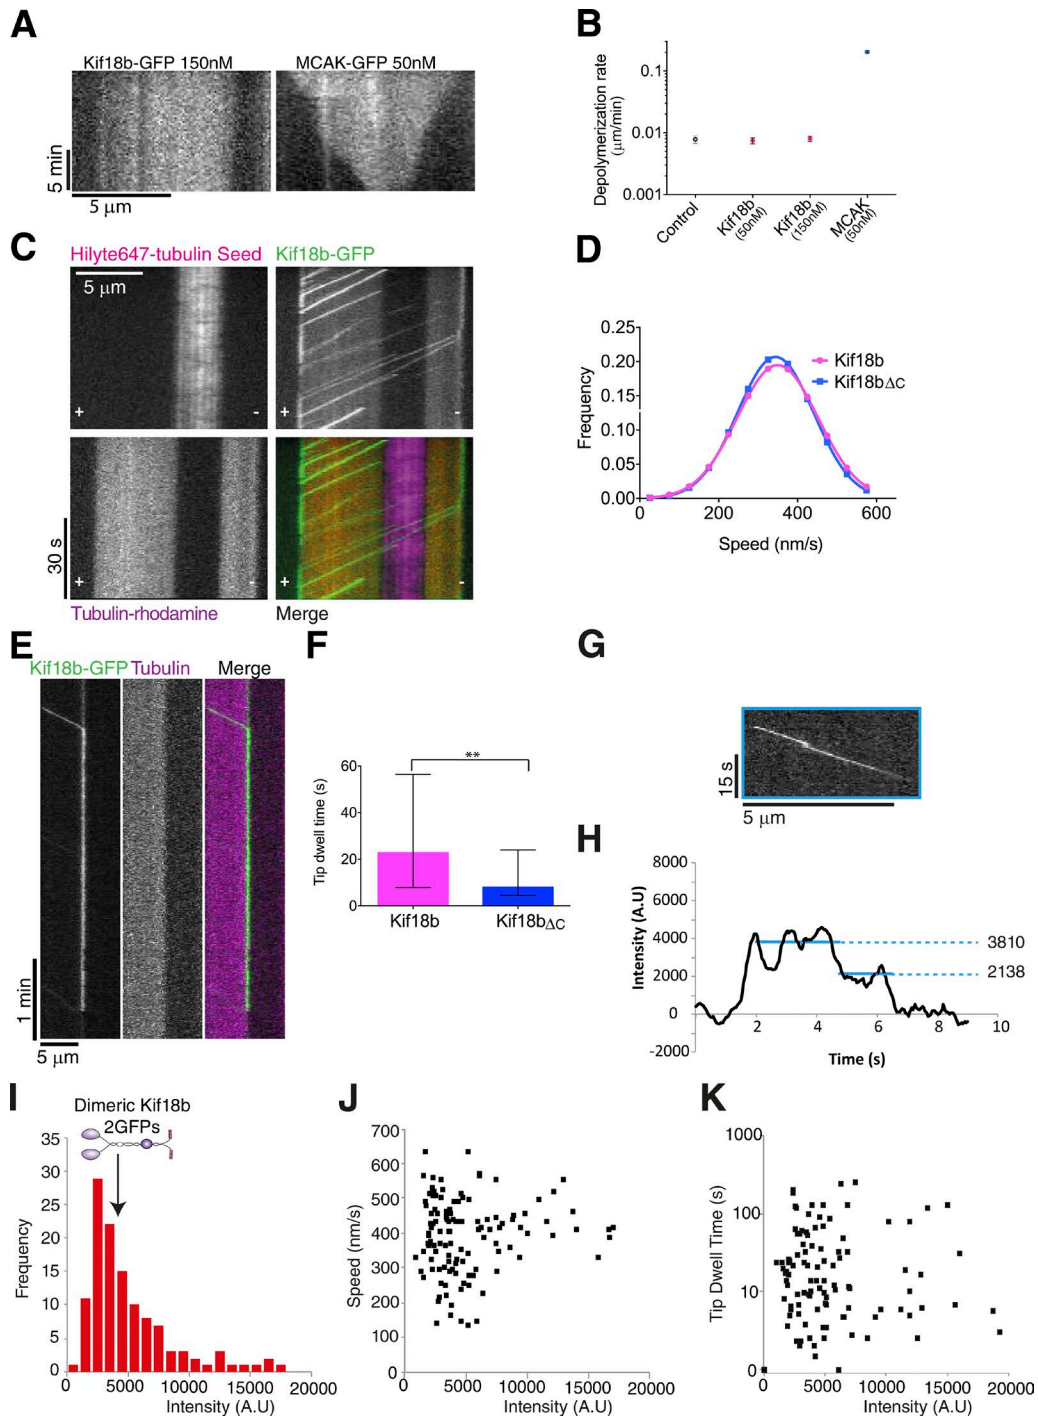 A
Kif18b-GFP 150nM
MCAK-GFP 50nM
5 min
5 μm
B
Depolymerization rate
(μm/min)
0.1
0.01
0.001
Control
Kif18b
(50nM)
Kif18b
(150nM)
MCAK
(50nM)
C
Hilyte647-tubulin Seed
Kif18b-GFP
5 μm
+
-
+
-
30 s
+
-
+
-
Tubulin-rhodamine
Merge
D
Frequency
0.25
0.20
0.15
0.10
0.05
0.00
0
200
400
600
Speed (nm/s)
Kif18b
Kif18bΔC
E
Kif18b-GFP
Tubulin
Merge
1 min
5 μm
F
Tip dwell time (s)
60
40
20
0
**
Kif18b
Kif18bΔC
G
15 s
5 μm
H
Intensity (A.U)
8000
6000
4000
2000
0
-2000
2
4
6
8
10
Time (s)
3810
2138
I
Dimeric Kif18b
2GFPs
Frequency
35
30
25
20
15
10
5
0
0
5000
10000
15000
20000
Intensity (A.U)
J
Speed (nm/s)
700
600
500
400
300
200
100
0
0
5000
10000
15000
20000
Intensity (A.U)
K
Tip Dwell Time (s)
1000
100
10
0
0
5000
10000
15000
20000
Intensity (A.U)